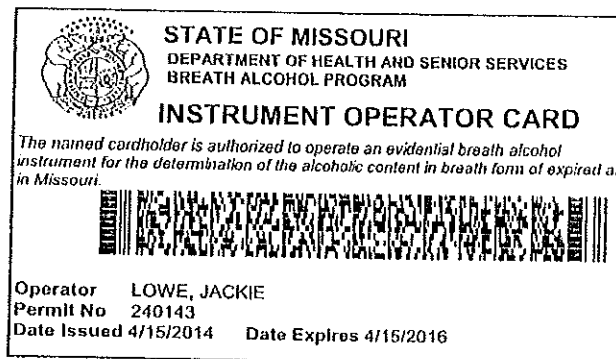 STATE OF MISSOURI
DEPARTMENT OF HEALTH AND SENIOR SERVICES
BREATH ALCOHOL PROGRAM
INSTRUMENT OPERATOR CARD
The named cardholder is authorized to operate an evidential breath alcohol
instrument for the determination of the alcoholic content in breath form of expired a
in Missouri.
Operator LOWE, JACKIE
Permit No 240143
Date Issued 4/15/2014 Date Expires 4/15/2016